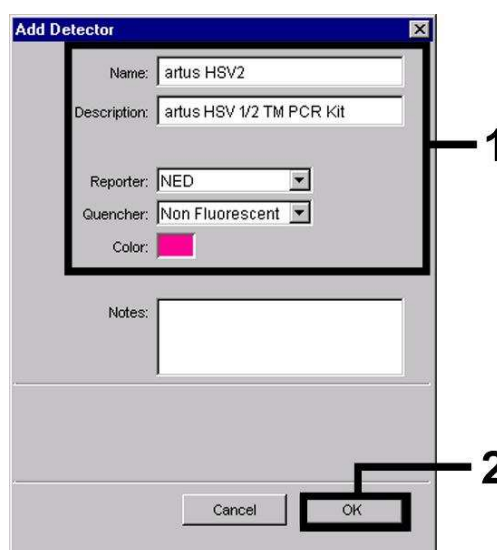 Add Detector
Name: artus HSV2
Description: artus HSV 1/2 TM PCR Kit
1
Reporter: NED
Quencher: Non Fluorescent
Color:
Notes:
2
Cancel OK